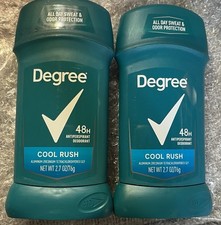 ALL DAY SWEAT &
ODOR PROTECTION
Degree
48H
ANTIPERSPIRANT
DEODORANT
COOL RUSH
NET WT 2.7 OZ/76g
ALL DAY SWEAT &
ODOR PROTECTION
Degree
48H
ANTIPERSPIRANT
DEODORANT
COOL RUSH
NET WT 2.7 OZ/76g